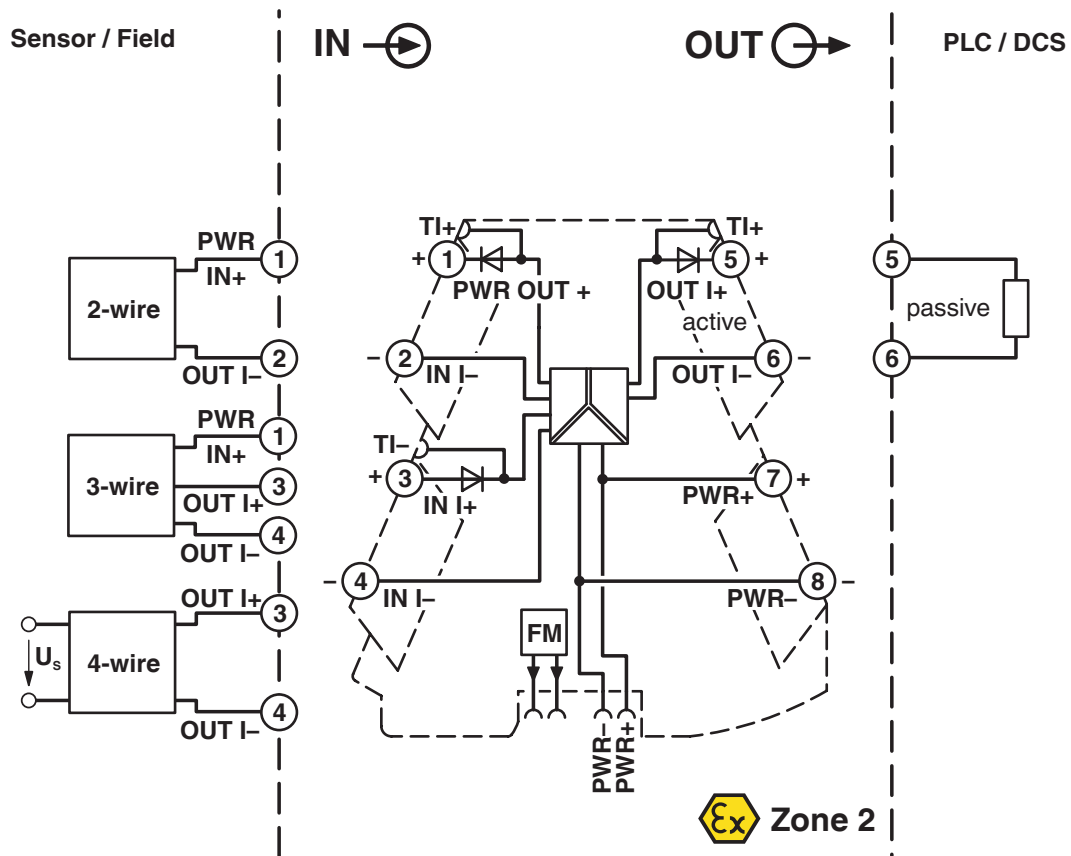 Sensor / Field
IN
OUT
PLC / DCS
2-wire
PWR
IN+
1
2
OUT I–
3-wire
PWR
IN+
1
OUT I+
3
OUT I–
4
4-wire
Us
OUT I+
3
OUT I–
4
TI+
+ 1
PWR OUT +
– 2
IN I–
TI–
+ 3
IN I+
– 4
IN I–
TI+
5 +
OUT I+
active
6 –
OUT I–
7 +
PWR+
8 –
PWR–
FM
PWR–
PWR+
5
passive
6
Ex Zone 2